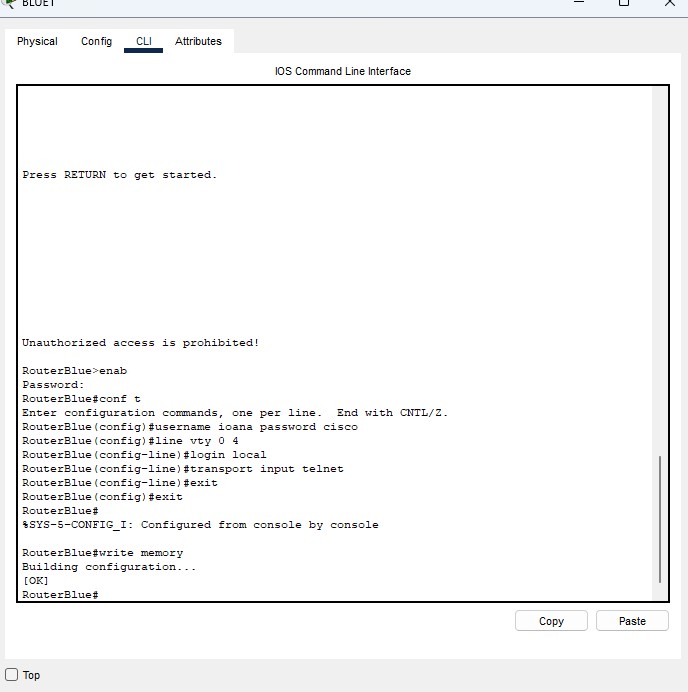 BLUET
Physical Config CLI Attributes
IOS Command Line Interface
Press RETURN to get started.
Unauthorized access is prohibited!
RouterBlue>enab
Password:
RouterBlue#conf t
Enter configuration commands, one per line.  End with CNTL/Z.
RouterBlue(config)#username ioana password cisco
RouterBlue(config)#line vty 0 4
RouterBlue(config-line)#login local
RouterBlue(config-line)#transport input telnet
RouterBlue(config-line)#exit
RouterBlue(config)#exit
RouterBlue#
%SYS-5-CONFIG_I: Configured from console by console
RouterBlue#write memory
Building configuration...
[OK]
RouterBlue#
Copy Paste
Top